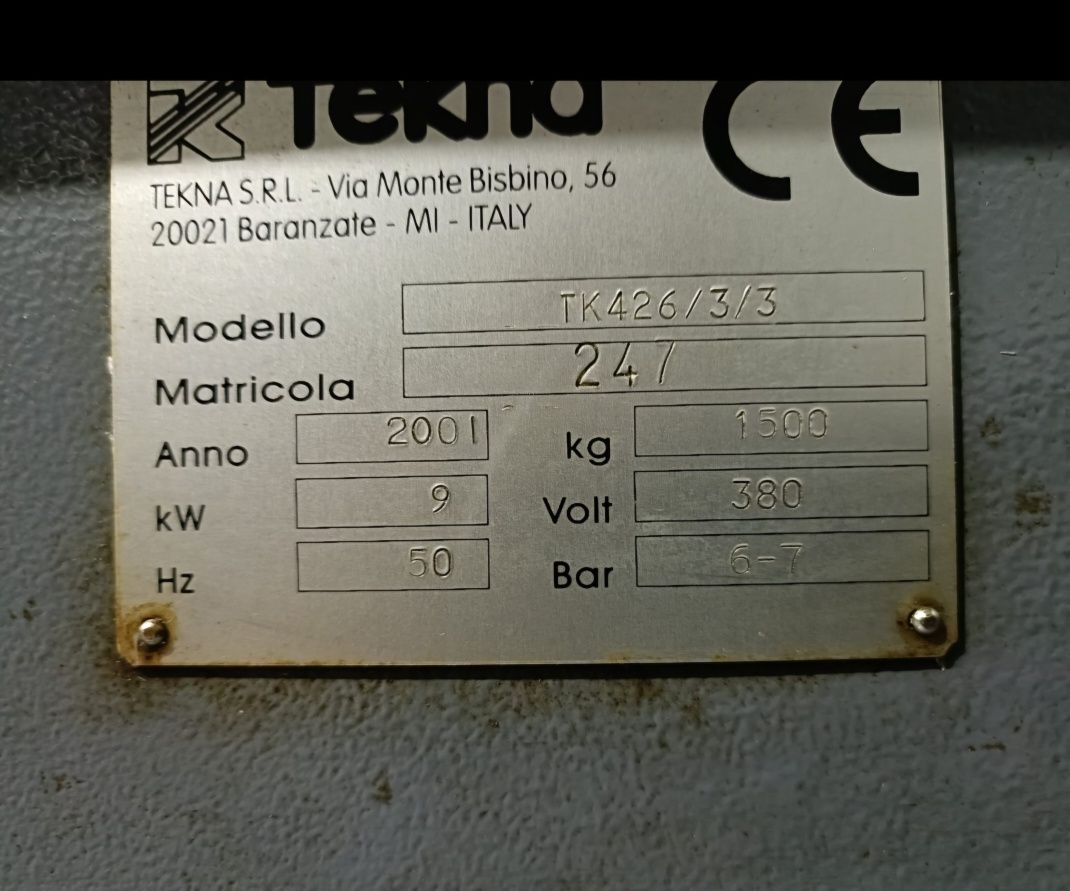 Tekna
CE
TEKNA S.R.L. - Via Monte Bisbino, 56
20021 Baranzate - MI - ITALY
Modello TK426/3/3
Matricola 247
Anno 2001 kg 1500
kW 9 Volt 380
Hz 50 Bar 6-7